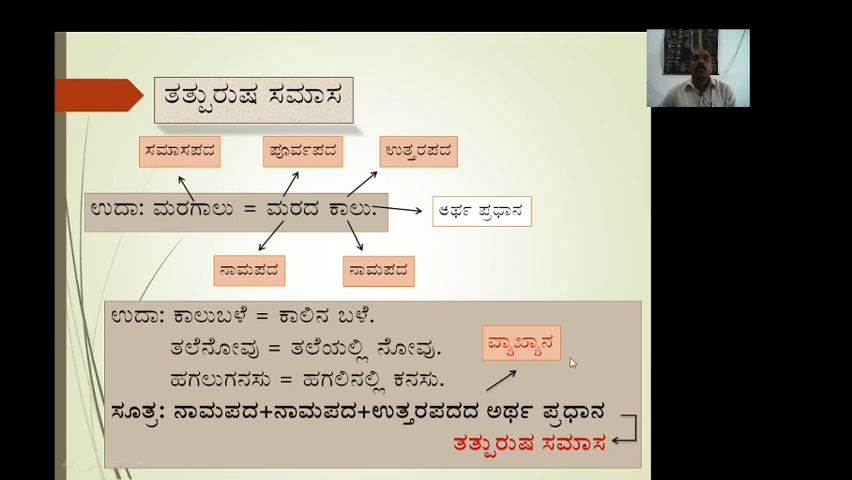 ತತ್ಪುರುಷ ಸಮಾಸ
ಸಮಾಸಪದ ಪೂರ್ವಪದ ಉತ್ತರಪದ
ಉದಾ: ಮರಗಾಲು = ಮರದ ಕಾಲು. ಅರ್ಥ ಪ್ರಧಾನ
ನಾಮಪದ ನಾಮಪದ
ಉದಾ: ಕಾಲುಬಳೆ = ಕಾಲಿನ ಬಳೆ.
ತಲೆನೋವು = ತಲೆಯಲ್ಲಿ ನೋವು. ವ್ಯಾಖ್ಯಾನ
ಹಗಲುಗನಸು = ಹಗಲಿನಲ್ಲಿ ಕನಸು.
ಸೂತ್ರ: ನಾಮಪದ+ನಾಮಪದ+ಉತ್ತರಪದದ ಅರ್ಥ ಪ್ರಧಾನ
ತತ್ಪುರುಷ ಸಮಾಸ